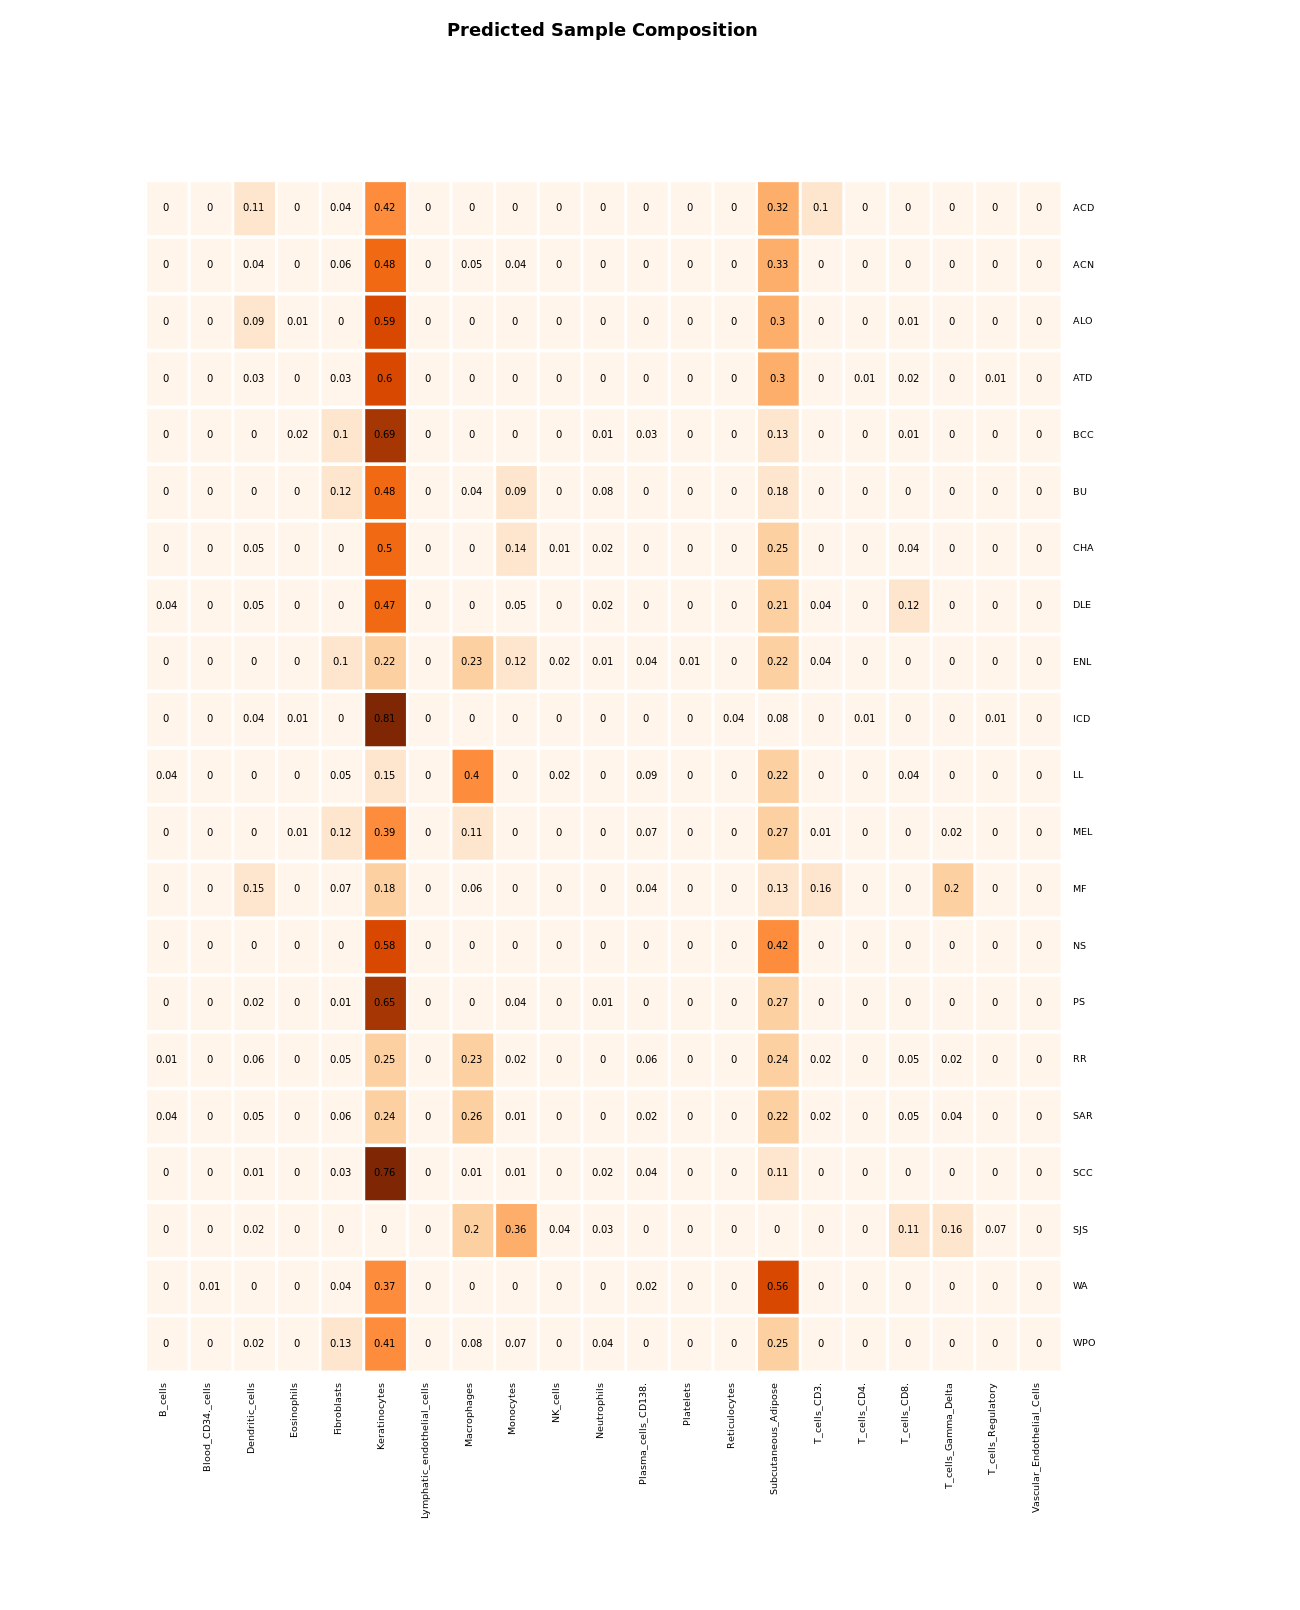 Predicted Sample Composition
0 0 0.11 0 0.04 0.42 0 0 0 0 0 0 0 0 0.32 0.1 0 0 0 0 0 ACD
0 0 0.04 0 0.06 0.48 0 0.05 0.04 0 0 0 0 0 0.33 0 0 0 0 0 0 ACN
0 0 0.09 0.01 0 0.59 0 0 0 0 0 0 0 0 0.3 0 0 0.01 0 0 0 ALO
0 0 0.03 0 0.03 0.6 0 0 0 0 0 0 0 0 0.3 0 0.01 0.02 0 0.01 0 ATD
0 0 0 0.02 0.1 0.69 0 0 0 0 0.01 0.03 0 0 0.13 0 0 0.01 0 0 0 BCC
0 0 0 0 0.12 0.48 0 0.04 0.09 0 0.08 0 0 0 0.18 0 0 0 0 0 0 BU
0 0 0.05 0 0 0.5 0 0 0.14 0.01 0.02 0 0 0 0.25 0 0 0.04 0 0 0 CHA
0.04 0 0.05 0 0 0.47 0 0 0.05 0 0.02 0 0 0 0.21 0.04 0 0.12 0 0 0 DLE
0 0 0 0 0.1 0.22 0 0.23 0.12 0.02 0.01 0.04 0.01 0 0.22 0.04 0 0 0 0 0 ENL
0 0 0.04 0.01 0 0.81 0 0 0 0 0 0 0 0.04 0.08 0 0.01 0 0 0.01 0 ICD
0.04 0 0 0 0.05 0.15 0 0.4 0 0.02 0 0.09 0 0 0.22 0 0 0.04 0 0 0 LL
0 0 0 0.01 0.12 0.39 0 0.11 0 0 0 0.07 0 0 0.27 0.01 0 0 0.02 0 0 MEL
0 0 0.15 0 0.07 0.18 0 0.06 0 0 0 0.04 0 0 0.13 0.16 0 0 0.2 0 0 MF
0 0 0 0 0 0.58 0 0 0 0 0 0 0 0 0.42 0 0 0 0 0 0 NS
0 0 0.02 0 0.01 0.65 0 0 0.04 0 0.01 0 0 0 0.27 0 0 0 0 0 0 PS
0.01 0 0.06 0 0.05 0.25 0 0.23 0.02 0 0 0.06 0 0 0.24 0.02 0 0.05 0.02 0 0 RR
0.04 0 0.05 0 0.06 0.24 0 0.26 0.01 0 0 0.02 0 0 0.22 0.02 0 0.05 0.04 0 0 SAR
0 0 0.01 0 0.03 0.76 0 0.01 0.01 0 0.02 0.04 0 0 0.11 0 0 0 0 0 0 SCC
0 0 0.02 0 0 0 0 0.2 0.36 0.04 0.03 0 0 0 0 0 0 0.11 0.16 0.07 0 SJS
0 0.01 0 0 0.04 0.37 0 0 0 0 0 0.02 0 0 0.56 0 0 0 0 0 0 WA
0 0 0.02 0 0.13 0.41 0 0.08 0.07 0 0.04 0 0 0 0.25 0 0 0 0 0 0 WPO
B_cells
Blood_CD34._cells
Dendritic_cells
Eosinophils
Fibroblasts
Keratinocytes
Lymphatic_endothelial_cells
Macrophages
Monocytes
NK_cells
Neutrophils
Plasma_cells_CD138.
Platelets
Reticulocytes
Subcutaneous_Adipose
T_cells_CD3.
T_cells_CD4.
T_cells_CD8.
T_cells_Gamma_Delta
T_cells_Regulatory
Vascular_Endothelial_Cells